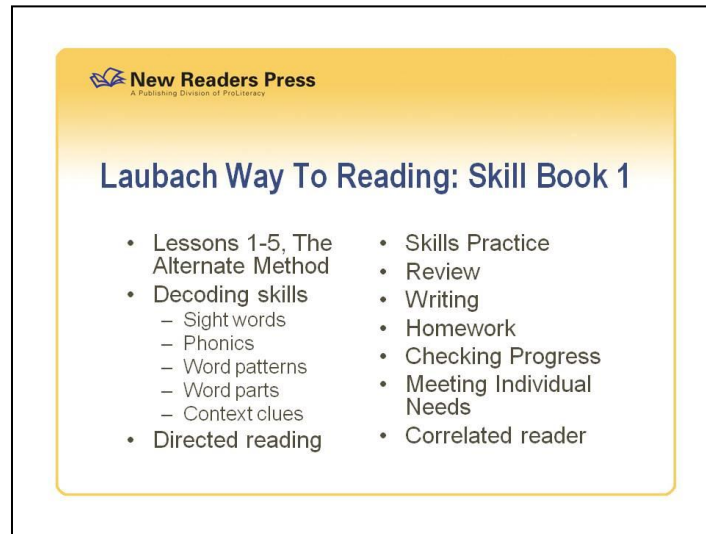 New Readers Press
A Publishing Division of ProLiteracy
Laubach Way To Reading: Skill Book 1
• Lessons 1-5, The
Alternate Method
• Decoding skills
– Sight words
– Phonics
– Word patterns
– Word parts
– Context clues
• Directed reading
• Skills Practice
• Review
• Writing
• Homework
• Checking Progress
• Meeting Individual
Needs
• Correlated reader